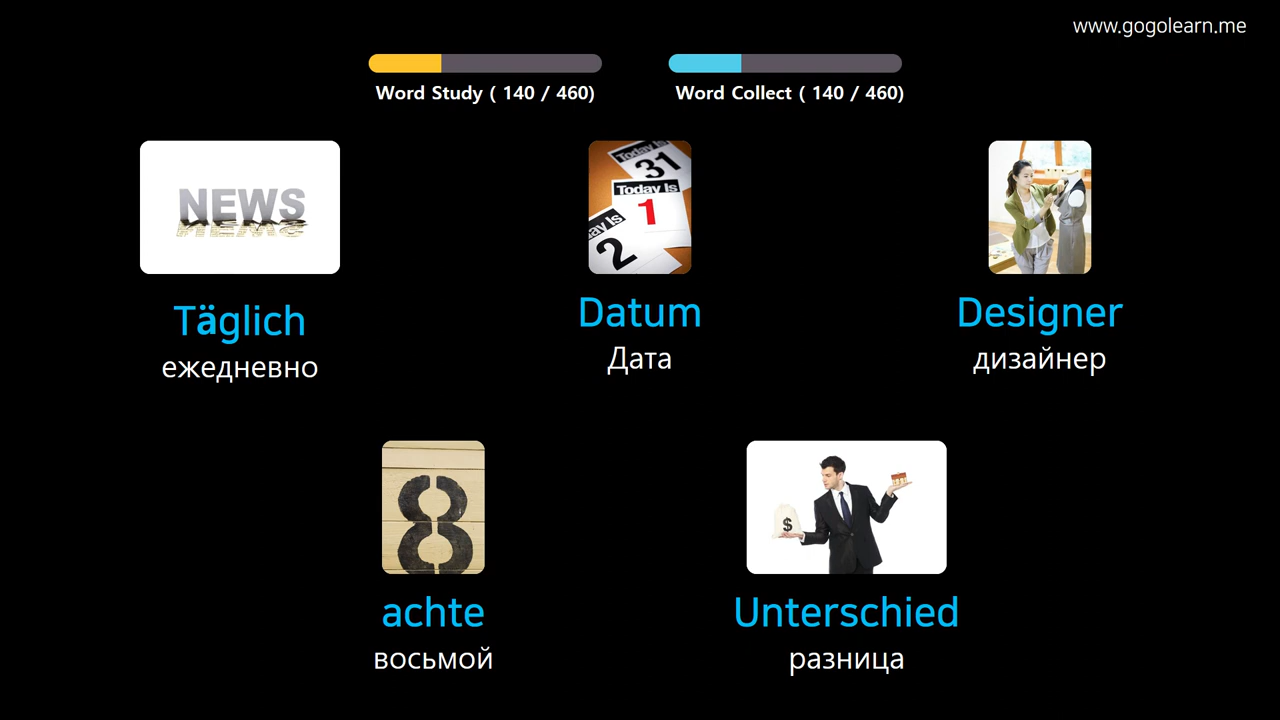 www.gogolearn.me
Word Study ( 140 / 460)
Word Collect ( 140 / 460)
NEWS
Today Is
31
Today Is
1
ay Is
2
Täglich
ежедневно
Datum
Дата
Designer
дизайнер
8
$
achte
восьмой
Unterschied
разница